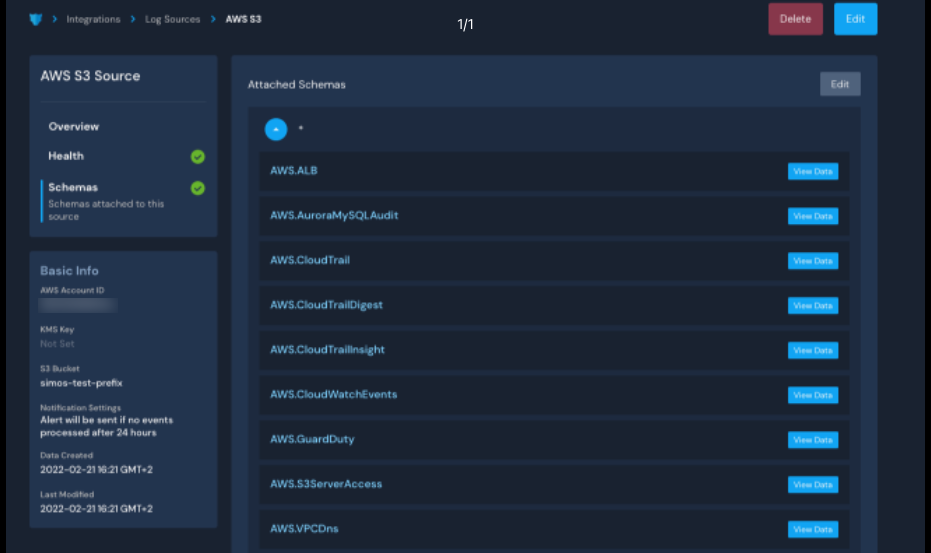 > Integrations > Log Sources > AWS S3
1/1
Delete
Edit
AWS S3 Source
Overview
Health
Schemas
Schemas attached to this
source
Basic Info
AWS Account ID
KMS Key
Not Set
S3 Bucket
simos-test-prefix
Notification Settings
Alert will be sent if no events
processed after 24 hours
Data Created
2022-02-21 16:21 GMT+2
Last Modified
2022-02-21 16:21 GMT+2
Attached Schemas
Edit
*
AWS.ALB
View Data
AWS.AuroraMySQLAudit
View Data
AWS.CloudTrail
View Data
AWS.CloudTrailDigest
View Data
AWS.CloudTrailInsight
View Data
AWS.CloudWatchEvents
View Data
AWS.GuardDuty
View Data
AWS.S3ServerAccess
View Data
AWS.VPCDns
View Data